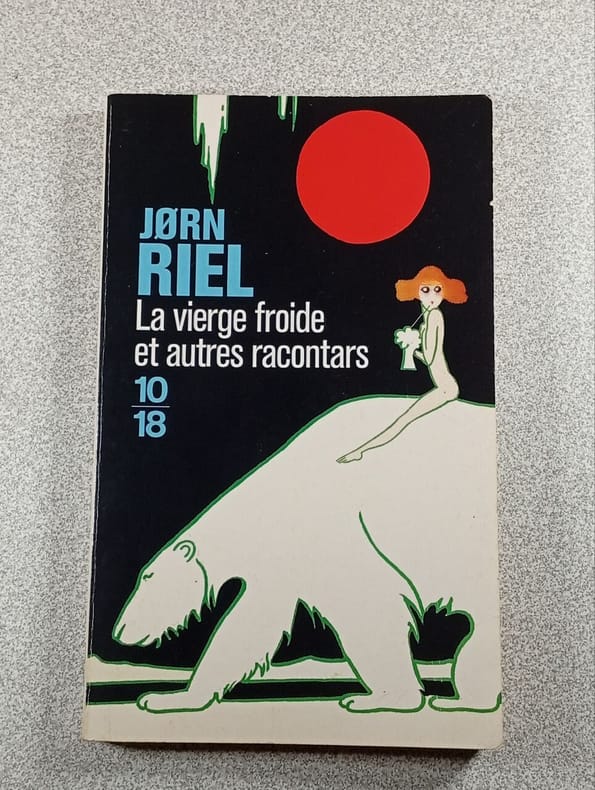 JØRN
RIEL
La vierge froide
et autres racontars
10
18